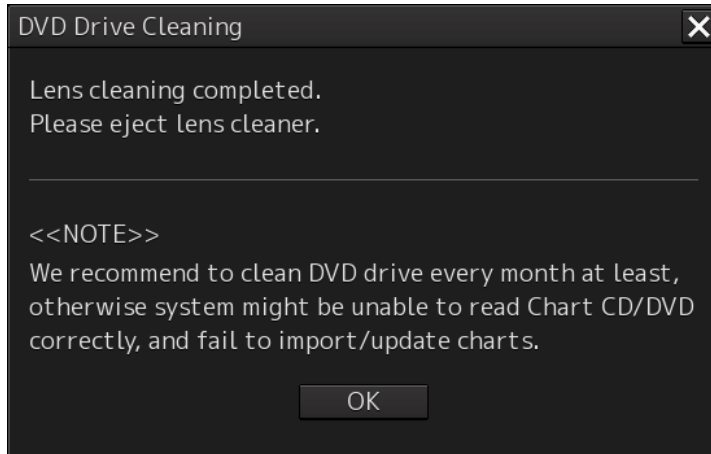 DVD Drive Cleaning
Lens cleaning completed.
Please eject lens cleaner.
<<NOTE>>
We recommend to clean DVD drive every month at least,
otherwise system might be unable to read Chart CD/DVD
correctly, and fail to import/update charts.
OK